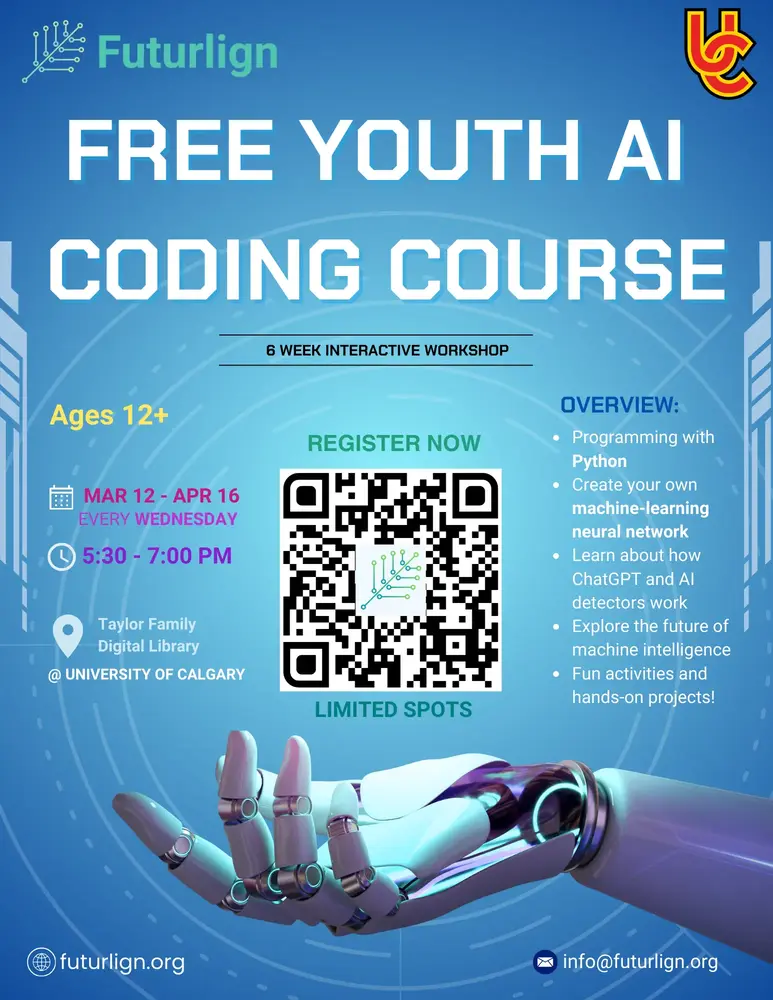 Futurlign
UC
FREE YOUTH AI
CODING COURSE
6 WEEK INTERACTIVE WORKSHOP
Ages 12+
MAR 12 - APR 16
EVERY WEDNESDAY
5:30 - 7:00 PM
Taylor Family
Digital Library
@ UNIVERSITY OF CALGARY
REGISTER NOW
LIMITED SPOTS
OVERVIEW:
• Programming with
Python
• Create your own
machine-learning
neural network
• Learn about how
ChatGPT and AI
detectors work
• Explore the future of
machine intelligence
• Fun activities and
hands-on projects!
futurlign.org
info@futurlign.org